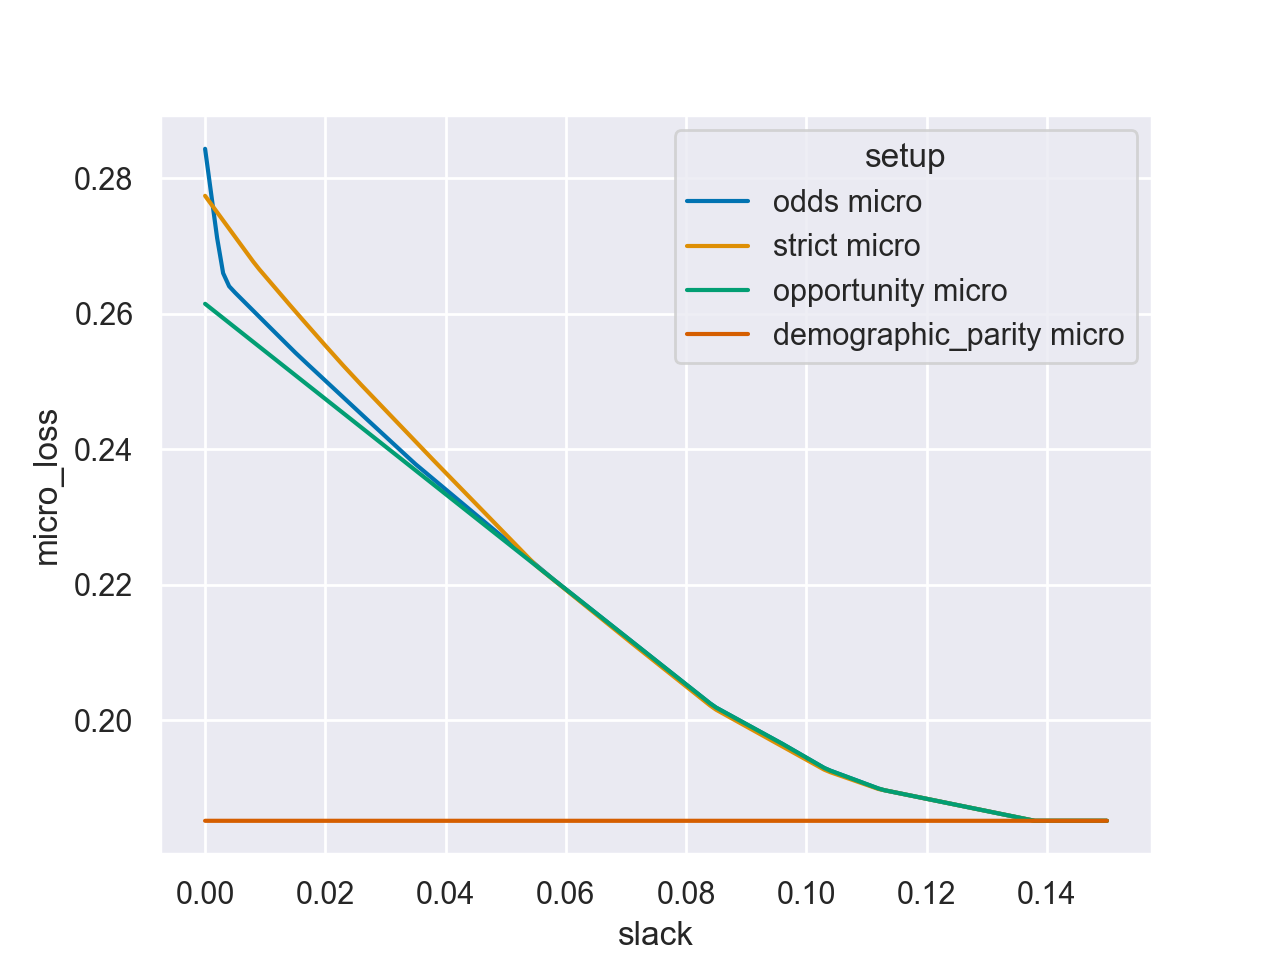 setup
odds micro
strict micro
opportunity micro
demographic_parity micro
micro_loss
0.28
0.26
0.24
0.22
0.20
0.00 0.02 0.04 0.06 0.08 0.10 0.12 0.14
slack